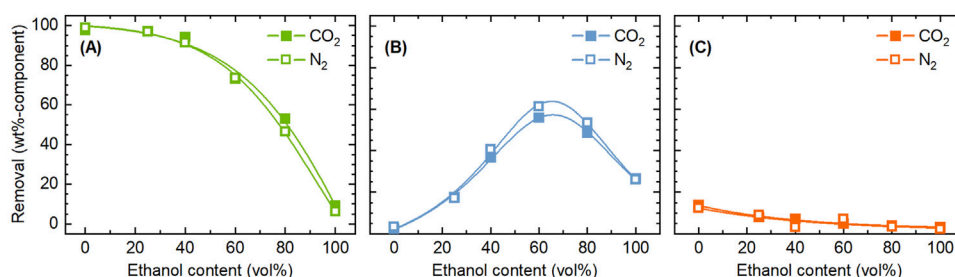 Removal (wt%-component)
100
80
60
40
20
0
(A)
CO₂
N₂
0 20 40 60 80 100
Ethanol content (vol%)
(B)
CO₂
N₂
0 20 40 60 80 100
Ethanol content (vol%)
(C)
CO₂
N₂
0 20 40 60 80 100
Ethanol content (vol%)